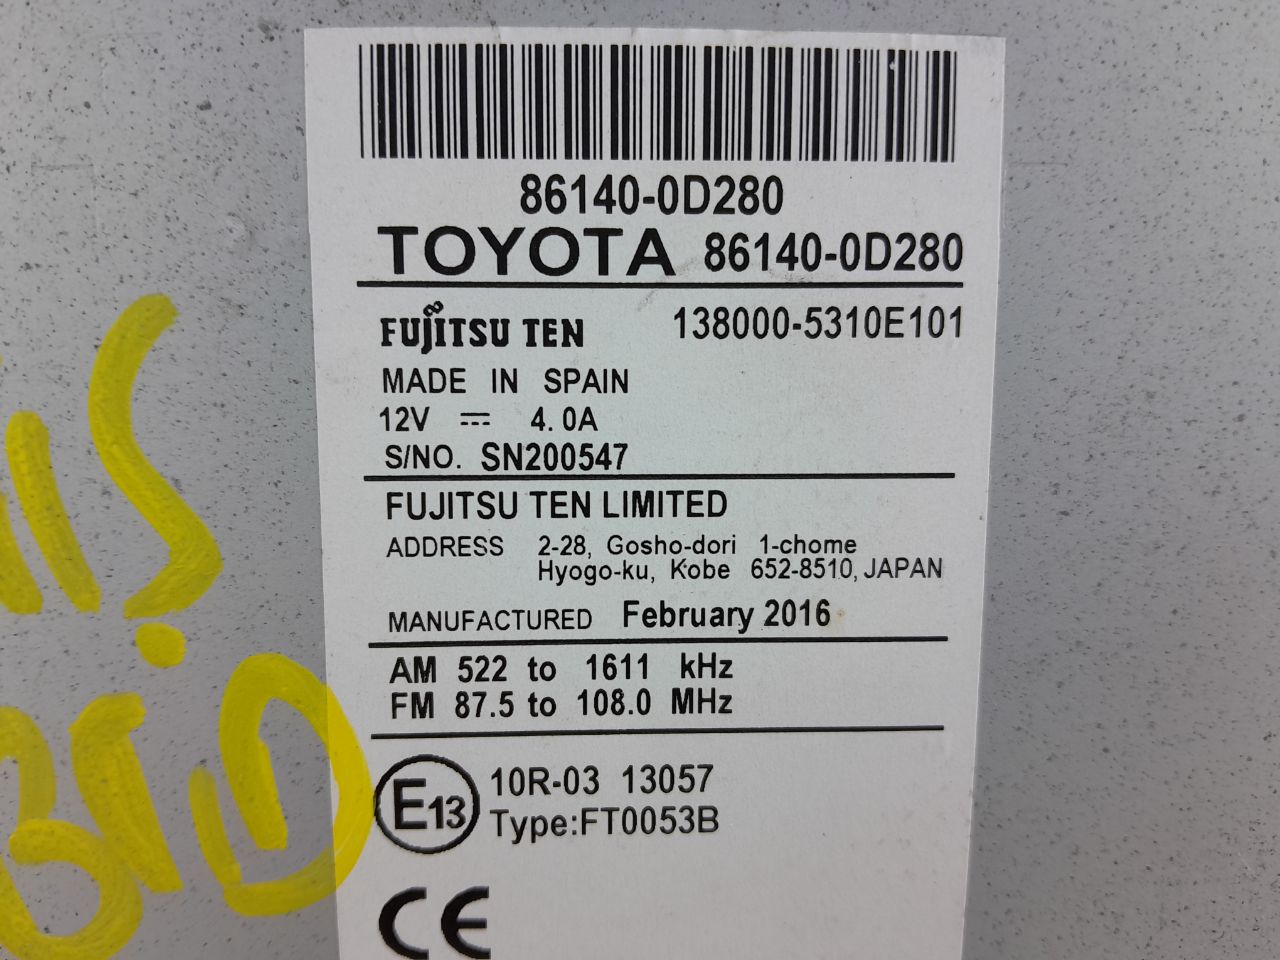 86140-0D280
TOYOTA 86140-0D280
FUJITSU TEN 138000-5310E101
MADE IN SPAIN
12V ⎓ 4.0A
S/NO. SN200547
FUJITSU TEN LIMITED
ADDRESS 2-28, Gosho-dori 1-chome
Hyogo-ku, Kobe 652-8510, JAPAN
MANUFACTURED February 2016
AM 522 to 1611 kHz
FM 87.5 to 108.0 MHz
E13 10R-03 13057
Type:FT0053B
CE